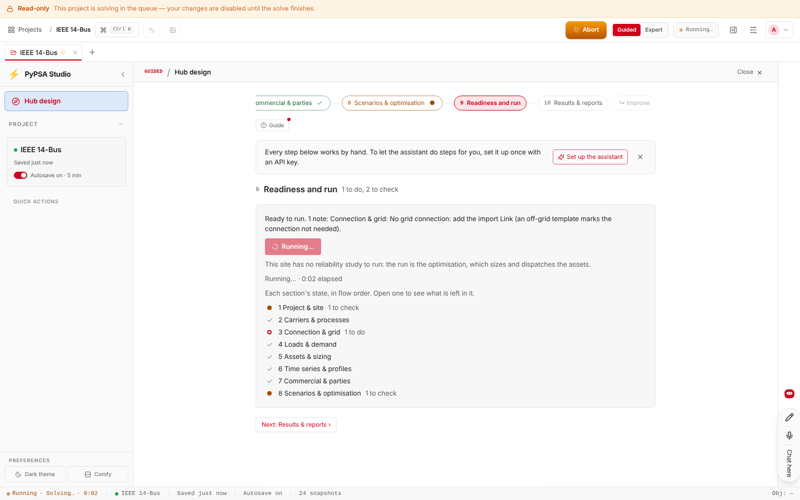 Read-only This project is solving in the queue — your changes are disabled until the solve finishes.
Projects / IEEE 14-Bus ⌘ Ctrl K Abort Guided Expert Running… A
IEEE 14-Bus × +
PyPSA Studio
GUIDED / Hub design Close ×
Hub design
PROJECT
IEEE 14-Bus
Saved just now
Autosave on · 5 min
QUICK ACTIONS
ommercial & parties ✓ 8 Scenarios & optimisation 9 Readiness and run 10 Results & reports Improve
Guide
Every step below works by hand. To let the assistant do steps for you, set it up once with
an API key.
Set up the assistant ×
9 Readiness and run 1 to do, 2 to check
Ready to run. 1 note: Connection & grid: No grid connection: add the import Link (an off-grid template marks the
connection not needed).
Running…
This site has no reliability study to run: the run is the optimisation, which sizes and dispatches the assets.
Running… · 0:02 elapsed
Each section's state, in flow order. Open one to see what is left in it.
1 Project & site 1 to check
✓ 2 Carriers & processes
3 Connection & grid 1 to do
✓ 4 Loads & demand
✓ 5 Assets & sizing
✓ 6 Time series & profiles
✓ 7 Commercial & parties
8 Scenarios & optimisation 1 to check
Next: Results & reports ›
Chat here
PREFERENCES
Dark theme Comfy
Running · Solving… · 0:02 IEEE 14-Bus Saved just now Autosave on 24 snapshots Obj: —